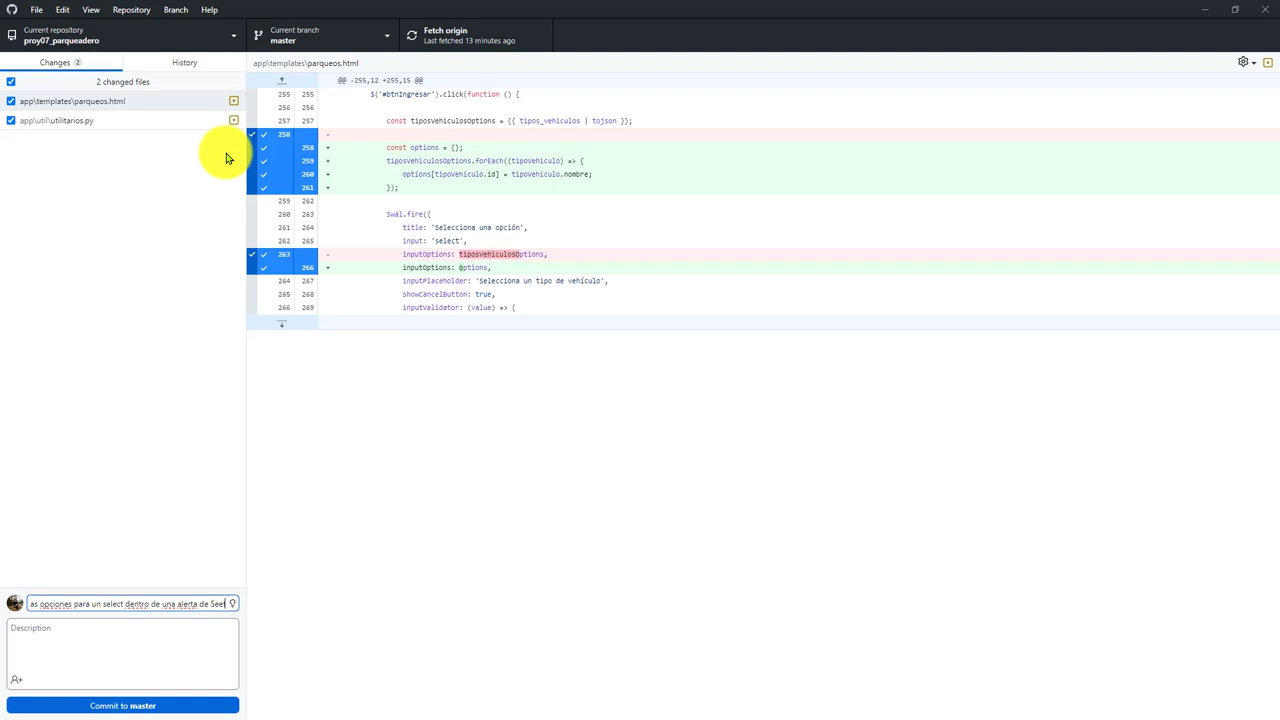 File Edit View Repository Branch Help
Current repository
proy07_parqueadero
Current branch
master
Fetch origin
Last fetched 13 minutes ago
Changes 2
History
2 changed files
app\templates\parqueos.html
app\util\utilitarios.py
app\templates\parqueos.html
@@ -255,12 +255,15 @@
255 255 $('#btnIngresar').click(function () {
256 256
257 257 const tiposVehiculosOptions = {{ tipos_vehiculos | tojson }};
258 -
258 + const options = {};
259 + tiposVehiculosOptions.forEach((tipoVehiculo) => {
260 + options[tipoVehiculo.id] = tipoVehiculo.nombre;
261 + });
259 262
260 263 Swal.fire({
261 264 title: 'Selecciona una opción',
262 265 input: 'select',
263 - inputOptions: tiposVehiculosOptions,
266 + inputOptions: options,
264 267 inputPlaceholder: 'Selecciona un tipo de vehículo',
265 268 showCancelButton: true,
266 269 inputValidator: (value) => {
as opciones para un select dentro de una alerta de Seet
Description
Commit to master